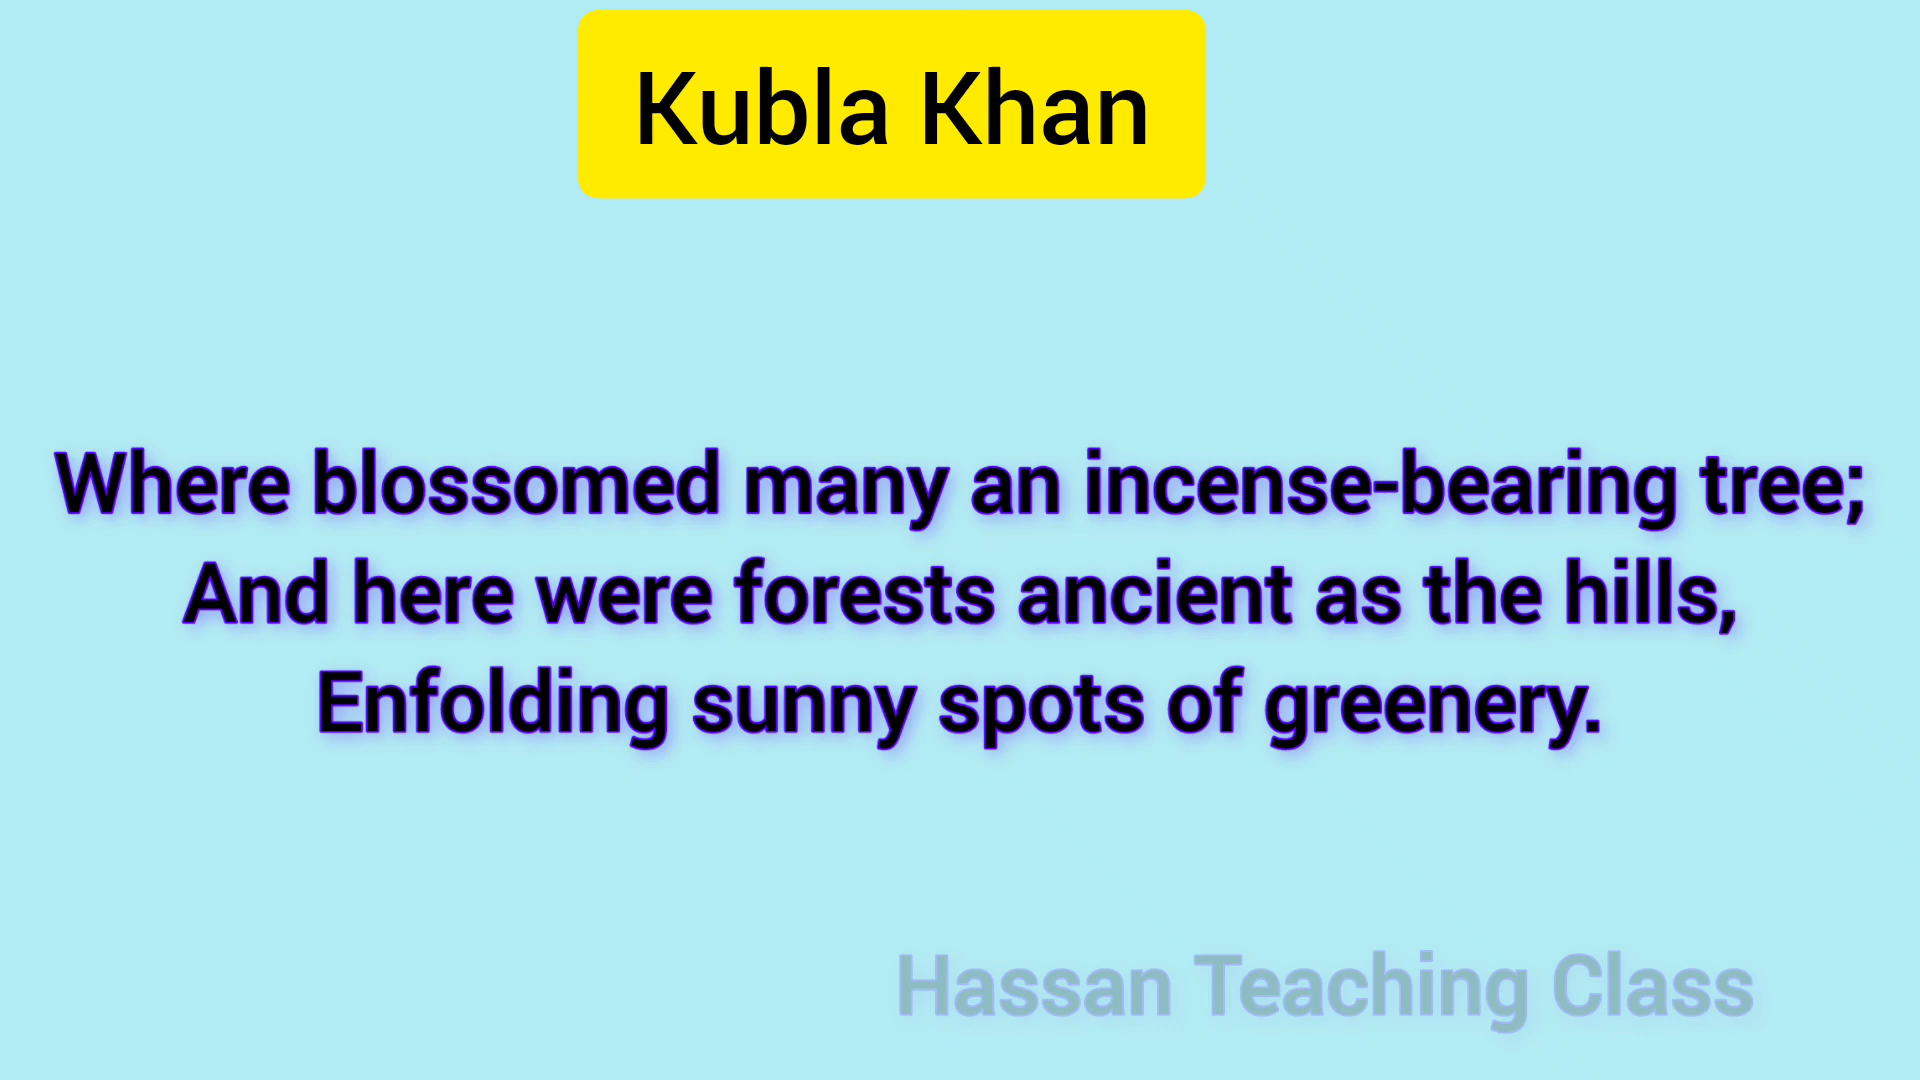 Kubla Khan
Where blossomed many an incense-bearing tree;
And here were forests ancient as the hills,
Enfolding sunny spots of greenery.
Hassan Teaching Class